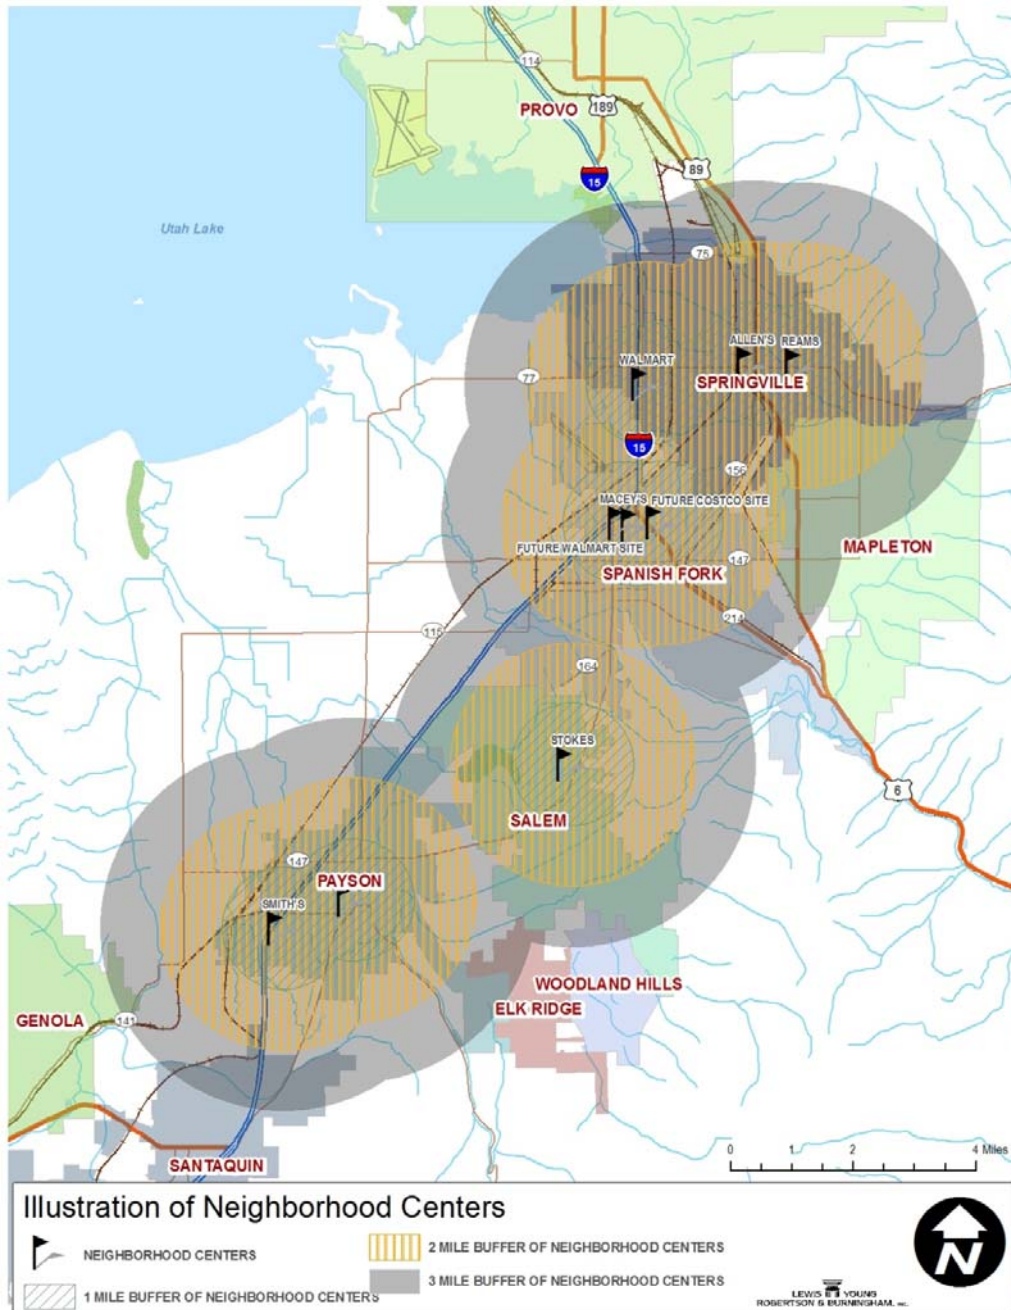 114
PROVO
189
15
89
Utah Lake
75
ALLEN'S
REAMS
WALMART
SPRINGVILLE
77
15
156
MACEY'S
FUTURE COSTCO SITE
FUTURE WALMART SITE
147
MAPLETON
SPANISH FORK
214
115
164
STOKES
6
SALEM
147
PAYSON
SMITH'S
WOODLAND HILLS
ELK RIDGE
GENOLA
141
SANTAQUIN
0 1 2 4 Miles
Illustration of Neighborhood Centers
NEIGHBORHOOD CENTERS
2 MILE BUFFER OF NEIGHBORHOOD CENTERS
3 MILE BUFFER OF NEIGHBORHOOD CENTERS
1 MILE BUFFER OF NEIGHBORHOOD CENTERS
N
LEWIS YOUNG
ROBERTSON & BURNINGHAM, INC.